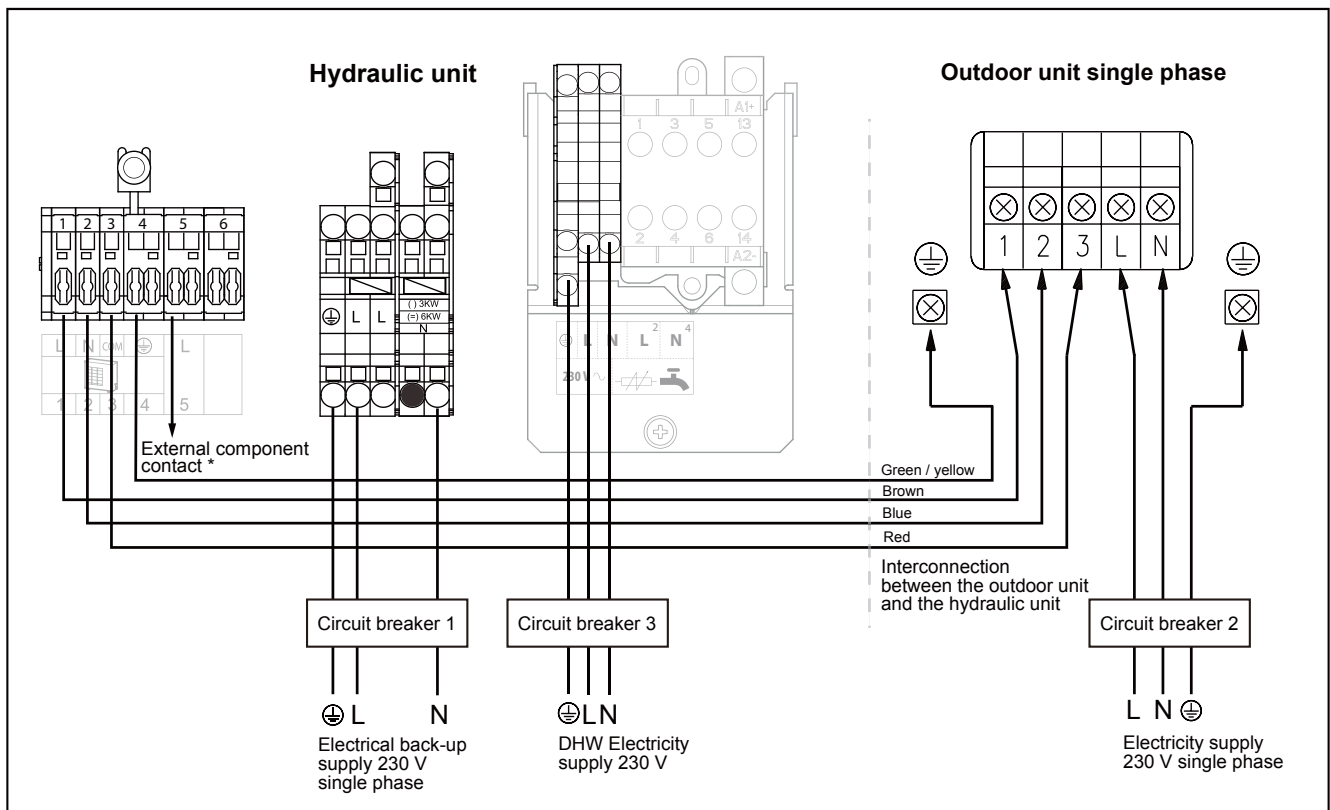 Hydraulic unit
Outdoor unit single phase
A1+
1 3 5 13
2 4 6 14
A2-
1 2 3 4 5 6
L N COM L
1 2 3 4 5
External component
contact *
L L
( ) 3KW
(=) 6KW
N
L N L 2 N 4
230 V ~
1 2 3 L N
Green / yellow
Brown
Blue
Red
Interconnection
between the outdoor unit
and the hydraulic unit
Circuit breaker 1
Circuit breaker 3
Circuit breaker 2
L N
Electrical back-up
supply 230 V
single phase
L N
DHW Electricity
supply 230 V
L N
Electricity supply
230 V single phase